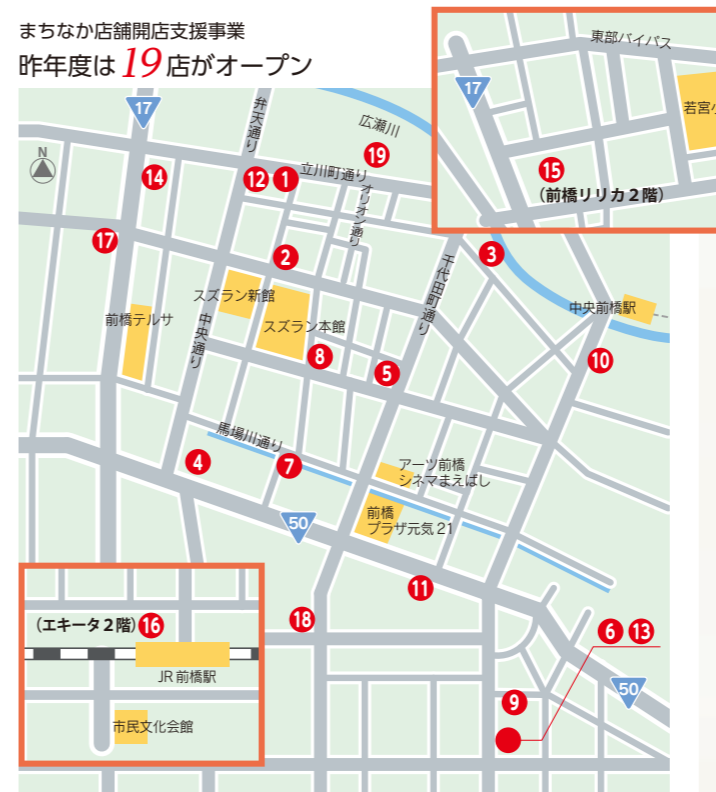 まちなか店舗開店支援事業
昨年度は19店がオープン
東部バイパス
17
若宮小
15
(前橋リリカ2階)
17
弁天通り
広瀬川
N
14
12
1
立川町通り
19
オリオン通り
17
2
3
千代田町通り
スズラン新館
スズラン本館
中央前橋駅
前橋テルサ
中央通り
8
5
10
馬場川通り
4
7
アーツ前橋
シネマまえばし
50
前橋
プラザ元気21
11
(エキータ2階)
16
18
6
13
JR前橋駅
50
9
市民文化会館